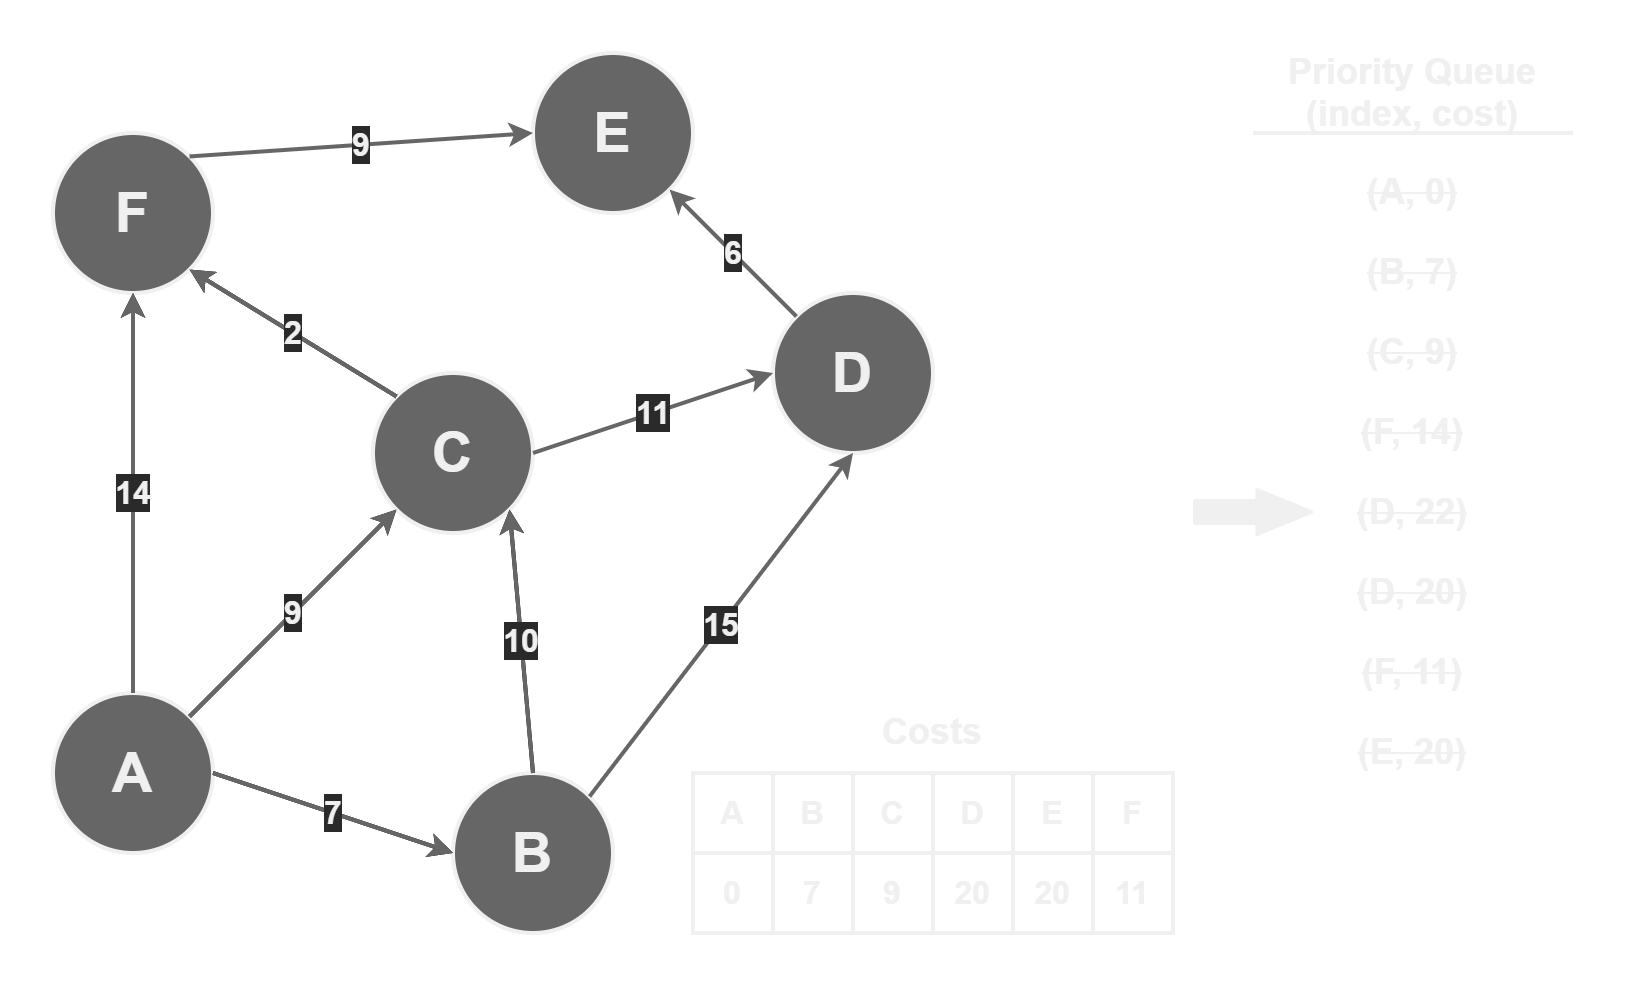 Priority Queue
(index, cost)
E
9
F
(A, 0)
6
(B, 7)
2
(C, 9)
D
11
(F, 14)
C
14
(D, 22)
9
(D, 20)
10
15
(F, 11)
Costs
(E, 20)
A
7
B
A B C D E F
0 7 9 20 20 11